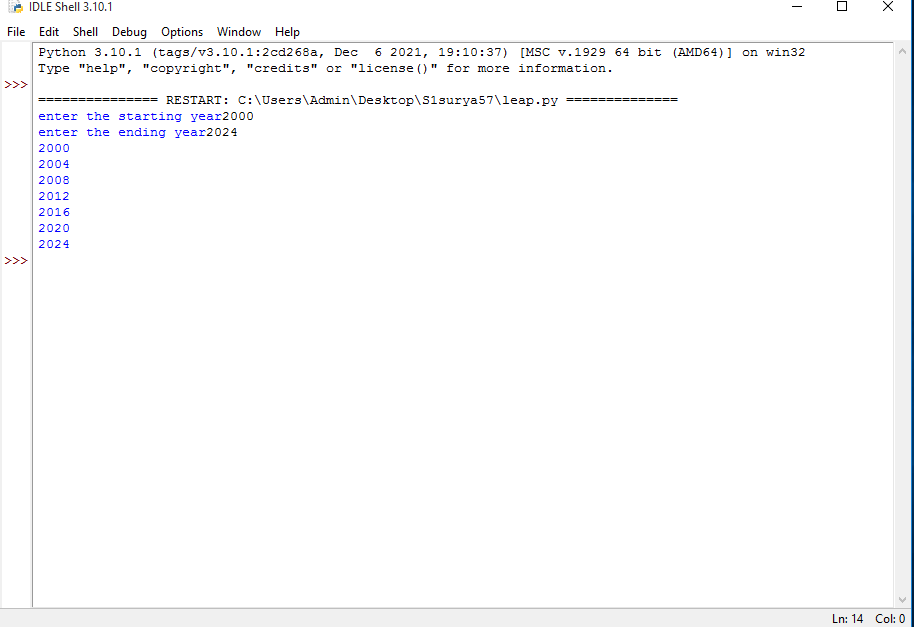 IDLE Shell 3.10.1
File Edit Shell Debug Options Window Help
Python 3.10.1 (tags/v3.10.1:2cd268a, Dec  6 2021, 19:10:37) [MSC v.1929 64 bit (AMD64)] on win32
Type "help", "copyright", "credits" or "license()" for more information.
>>>
=============== RESTART: C:\Users\Admin\Desktop\S1surya57\leap.py ==============
enter the starting year2000
enter the ending year2024
2000
2004
2008
2012
2016
2020
2024
>>>
Ln: 14 Col: 0